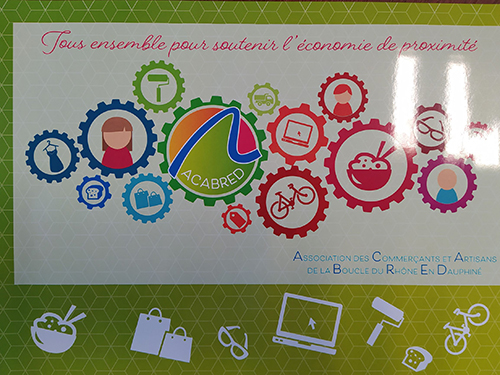 Tous ensemble pour soutenir l'économie de proximité
ACABRED
ASSOCIATION DES COMMERÇANTS ET ARTISANS
DE LA BOUCLE DU RHÔNE EN DAUPHINÉ